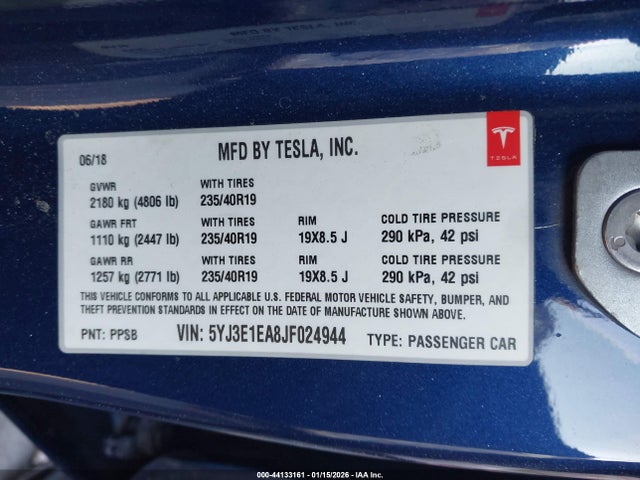 MFD BY TESLA, INC.
06/18
MFD BY TESLA, INC.
TESLA
GVWR WITH TIRES
2180 kg (4806 lb) 235/40R19
GAWR FRT WITH TIRES RIM COLD TIRE PRESSURE
1110 kg (2447 lb) 235/40R19 19X8.5 J 290 kPa, 42 psi
GAWR RR WITH TIRES RIM COLD TIRE PRESSURE
1257 kg (2771 lb) 235/40R19 19X8.5 J 290 kPa, 42 psi
THIS VEHICLE CONFORMS TO ALL APPLICABLE U.S. FEDERAL MOTOR VEHICLE SAFETY, BUMPER, AND
THEFT PREVENTION STANDARDS IN EFFECT ON THE DATE OF MANUFACTURE SHOWN ABOVE.
PNT: PPSB VIN: 5YJ3E1EA8JF024944 TYPE: PASSENGER CAR
000-44133161 - 01/15/2026 - IAA Inc.